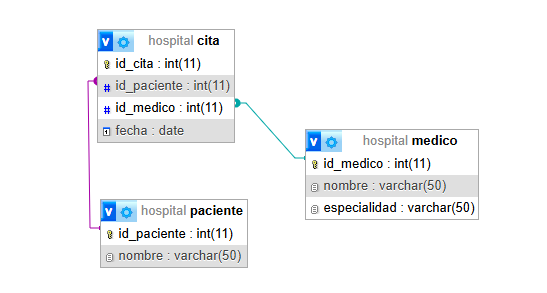 hospital cita
id_cita : int(11)
id_paciente : int(11)
id_medico : int(11)
fecha : date
hospital medico
id_medico : int(11)
nombre : varchar(50)
especialidad : varchar(50)
hospital paciente
id_paciente : int(11)
nombre : varchar(50)